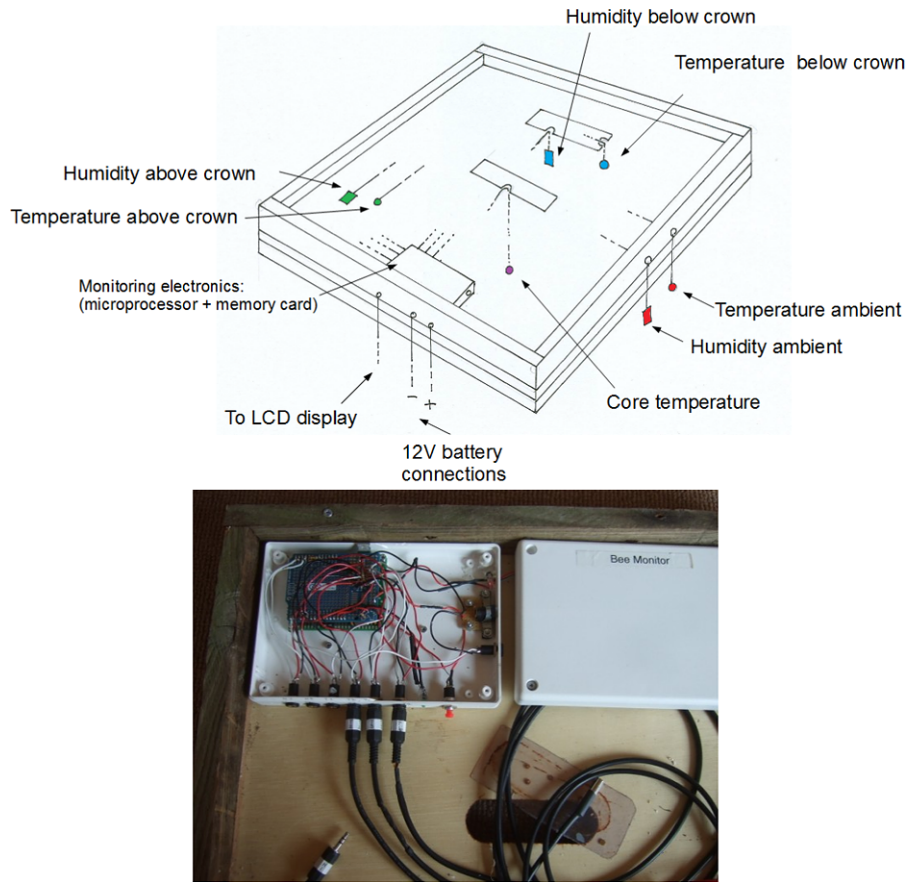 Humidity below crown
Temperature below crown
Humidity above crown
Temperature above crown
Monitoring electronics:
(microprocessor + memory card)
Temperature ambient
Humidity ambient
Core temperature
To LCD display
− +
12V battery
connections
Bee Monitor